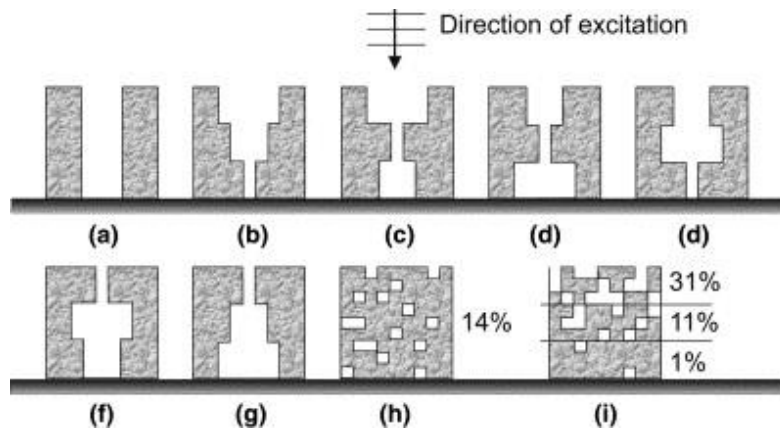 Direction of excitation
(a) (b) (c) (d) (d)
31%
14% 11%
1%
(f) (g) (h) (i)